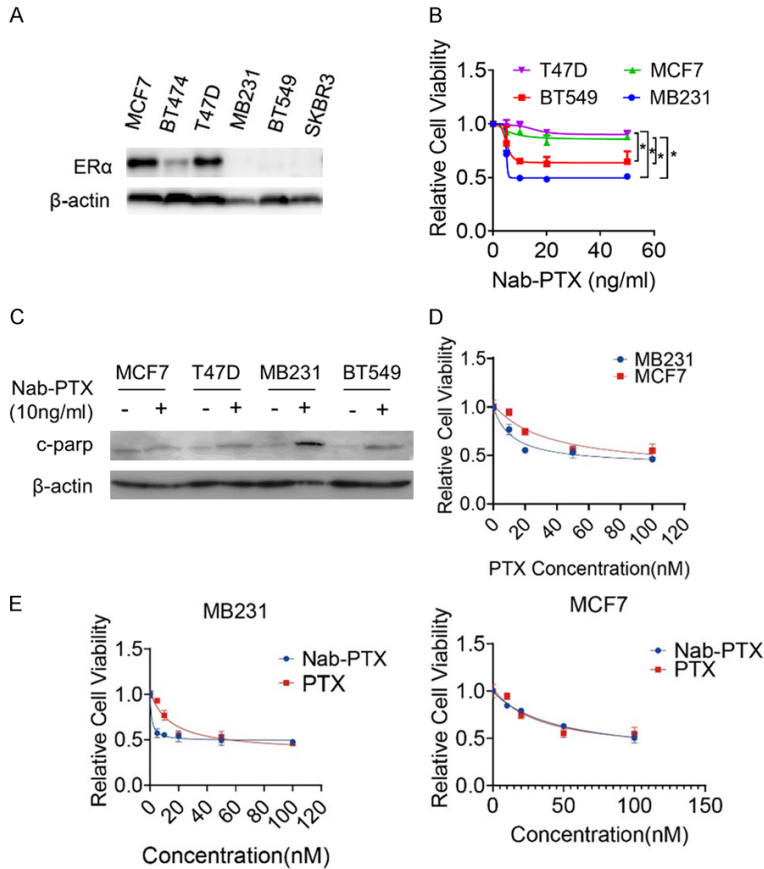 A
MCF7 BT474 T47D MB231 BT549 SKBR3
ERα
β-actin
B
T47D MCF7
BT549 MB231
Relative Cell Viability
1.5
1.0
0.5
0.0
* * * *
0 20 40 60
Nab-PTX (ng/ml)
C
MCF7 T47D MB231 BT549
Nab-PTX
(10ng/ml)
- + - + - + - +
c-parp
β-actin
D
MB231
MCF7
Relative Cell Viability
1.5
1.0
0.5
0.0
0 20 40 60 80 100 120
PTX Concentration(nM)
E
MB231
Nab-PTX
PTX
Relative Cell Viability
1.5
1.0
0.5
0.0
0 20 40 60 80 100 120
Concentration(nM)
MCF7
Nab-PTX
PTX
Relative Cell Viability
1.5
1.0
0.5
0.0
0 50 100 150
Concentration(nM)